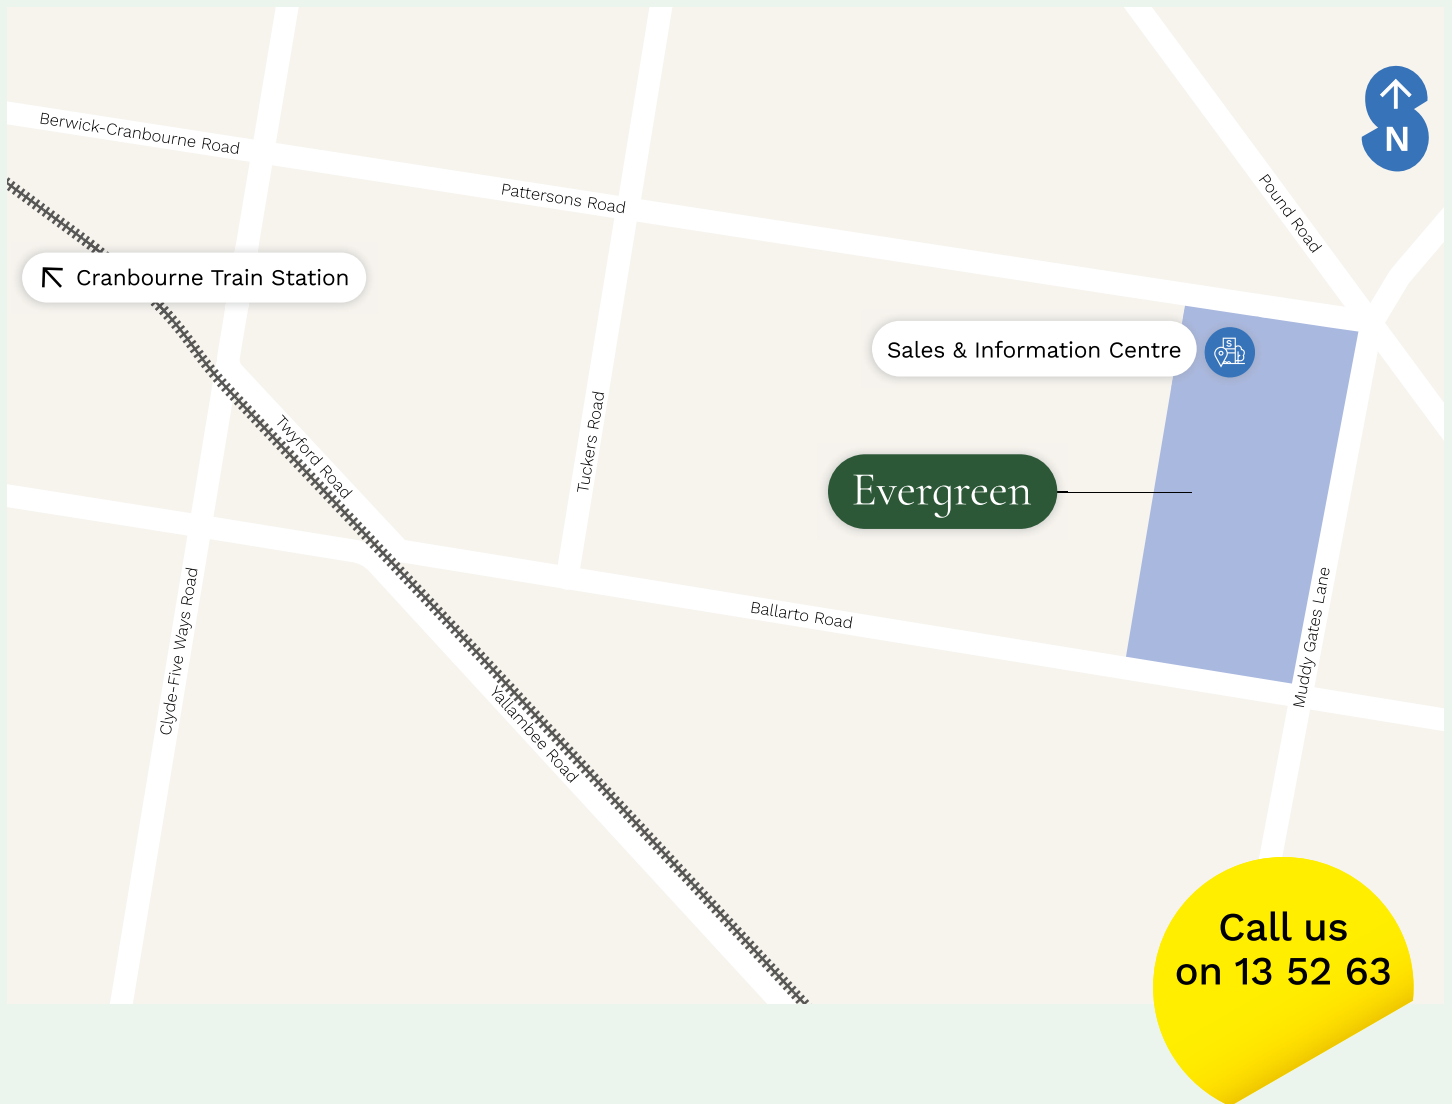 Berwick-Cranbourne Road
Pattersons Road
Pound Road
N
Cranbourne Train Station
Sales & Information Centre
S
Twyford Road
Tuckers Road
Evergreen
Clyde-Five Ways Road
Ballarto Road
Muddy Gates Lane
Yallambee Road
Call us
on 13 52 63